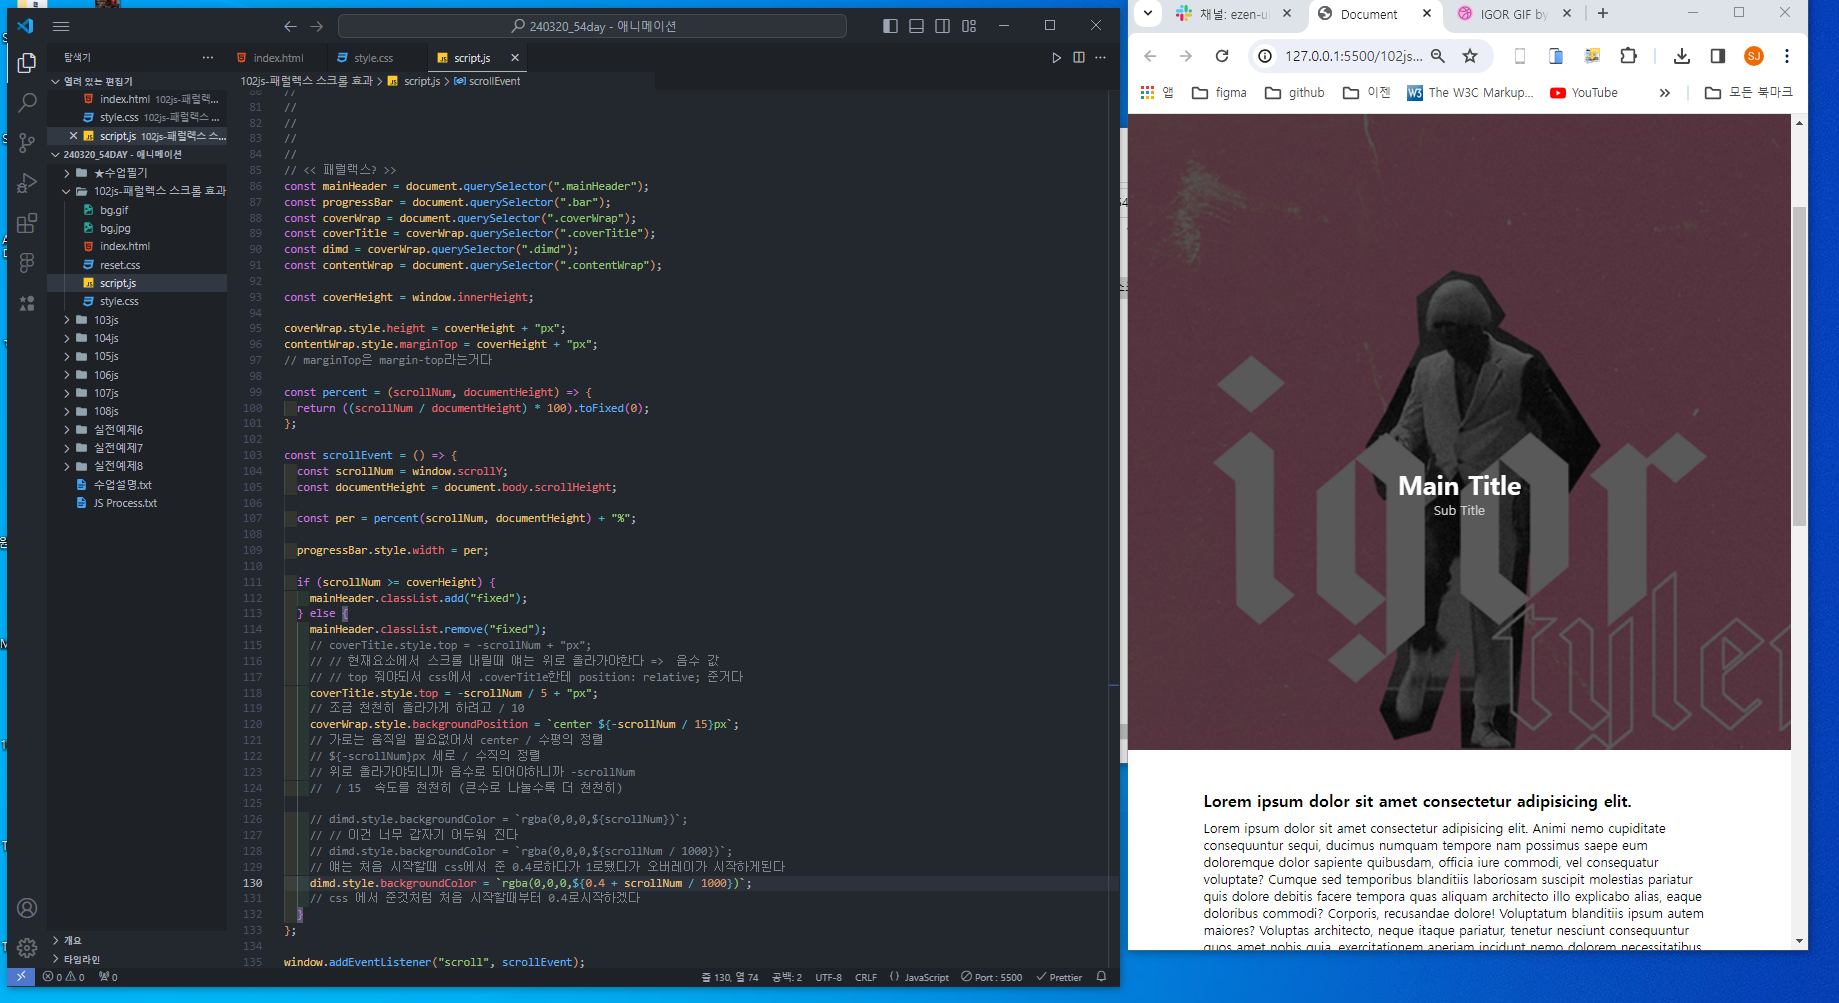 240320_54day - 애니메이션
탐색기
열려 있는 편집기
index.html 102js-패럴렉...
style.css 102js-패럴렉스 ...
script.js 102js-패럴렉스 스...
240320_54DAY - 애니메이션
★수업필기
102js-패럴렉스 스크롤 효과
bg.gif
bg.jpg
index.html
reset.css
script.js
style.css
103js
104js
105js
106js
107js
108js
실전예제6
실전예제7
실전예제8
수업설명.txt
JS Process.txt
개요
타임라인
index.html
style.css
script.js
102js-패럴렉스 스크롤 효과 > script.js > scrollEvent
80 //
81 //
82 //
83 //
84 //
85 // << 패럴랙스? >>
86 const mainHeader = document.querySelector(".mainHeader");
87 const progressBar = document.querySelector(".bar");
88 const coverWrap = document.querySelector(".coverWrap");
89 const coverTitle = coverWrap.querySelector(".coverTitle");
90 const dimd = coverWrap.querySelector(".dimd");
91 const contentWrap = document.querySelector(".contentWrap");
92
93 const coverHeight = window.innerHeight;
94
95 coverWrap.style.height = coverHeight + "px";
96 contentWrap.style.marginTop = coverHeight + "px";
97 // marginTop은 margin-top라는거다
98
99 const percent = (scrollNum, documentHeight) => {
100 return ((scrollNum / documentHeight) * 100).toFixed(0);
101 };
102
103 const scrollEvent = () => {
104 const scrollNum = window.scrollY;
105 const documentHeight = document.body.scrollHeight;
106
107 const per = percent(scrollNum, documentHeight) + "%";
108
109 progressBar.style.width = per;
110
111 if (scrollNum >= coverHeight) {
112 mainHeader.classList.add("fixed");
113 } else {
114 mainHeader.classList.remove("fixed");
115 // coverTitle.style.top = -scrollNum + "px";
116 // // 현재요소에서 스크롤 내릴때 얘는 위로 올라가야한다 => 음수 값
117 // // top 줘야되서 css에서 .coverTitle한테 position: relative; 준거다
118 coverTitle.style.top = -scrollNum / 5 + "px";
119 // 조금 천천히 올라가게 하려고 / 10
120 coverWrap.style.backgroundPosition = `center ${-scrollNum / 15}px`;
121 // 가로는 움직일 필요없어서 center / 수평의 정렬
122 // ${-scrollNum}px 세로 / 수직의 정렬
123 // 위로 올라가야되니까 음수로 되어야하니까 -scrollNum
124 // / 15 속도를 천천히 (큰수로 나눌수록 더 천천히)
125
126 // dimd.style.backgroundColor = `rgba(0,0,0,${scrollNum})`;
127 // // 이건 너무 갑자기 어두워 진다
128 // dimd.style.backgroundColor = `rgba(0,0,0,${scrollNum / 1000})`;
129 // 얘는 처음 시작할때 css에서 준 0.4로하다가 1로됐다가 오버레이가 시작하게된다
130 dimd.style.backgroundColor = `rgba(0,0,0,${0.4 + scrollNum / 1000})`;
131 // css 에서 준것처럼 처음 시작할때부터 0.4로시작하겠다
132 }
133 };
134
135 window.addEventListener("scroll", scrollEvent);
0 0 0
줄 130, 열 74 공백: 2 UTF-8 CRLF {} JavaScript Port : 5500 Prettier
채널: ezen-u
Document
IGOR GIF by
127.0.0.1:5500/102js...
SJ
앱
figma
github
이젠
W3 The W3C Markup...
YouTube
모든 북마크
igor
tyler
Main Title
Sub Title
Lorem ipsum dolor sit amet consectetur adipisicing elit.
Lorem ipsum dolor sit amet consectetur adipisicing elit. Animi nemo cupiditate
consequuntur sequi, ducimus numquam tempore nam possimus saepe eum
doloremque dolor sapiente quibusdam, officia iure commodi, vel consequatur
voluptate? Cumque sed temporibus blanditiis laboriosam suscipit molestias pariatur
quis dolore debitis facere tempora quas aliquam architecto illo explicabo alias, eaque
doloribus commodi? Corporis, recusandae dolore! Voluptatum blanditiis ipsum autem
maiores? Voluptas architecto, neque itaque pariatur, tenetur nesciunt consequuntur
quos amet nobis quia, exercitationem aperiam incidunt nemo dolorem necessitatibus